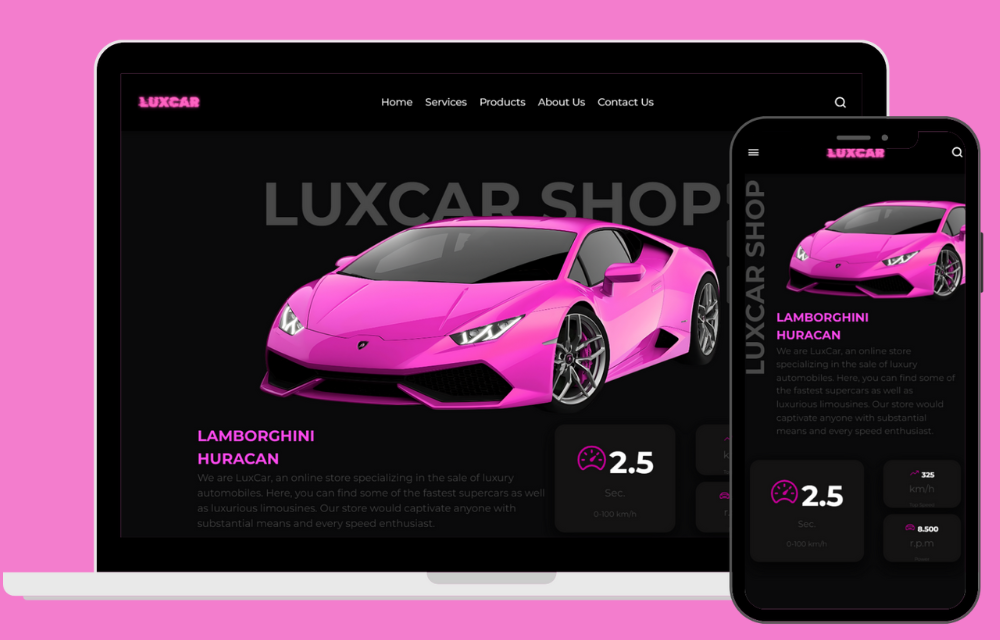 LUXCAR
Home Services Products About Us Contact Us
LUXCAR SHOP
LAMBORGHINI
HURACAN
We are LuxCar, an online store specializing in the sale of luxury
automobiles. Here, you can find some of the fastest supercars as well
as luxurious limousines. Our store would captivate anyone with
substantial means and every speed enthusiast.
2.5
Sec.
0-100 km/h
LUXCAR
LUXCAR SHOP
LAMBORGHINI
HURACAN
We are LuxCar, an online store
specializing in the sale of luxury
automobiles. Here, you can find some of
the fastest supercars as well as
luxurious limousines. Our store would
captivate anyone with substantial
means and every speed enthusiast.
2.5
Sec.
0-100 km/h
325
km/h
8.500
r.p.m